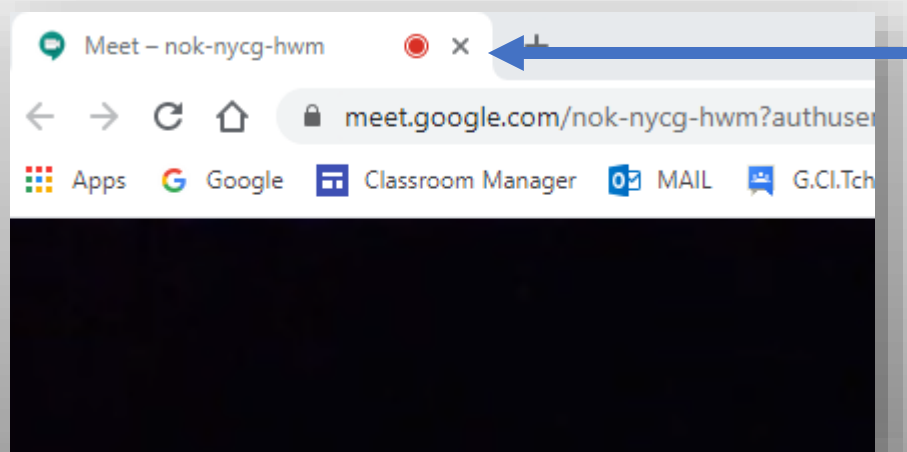 Meet – nok-nycg-hwm
meet.google.com/nok-nycg-hwm?authuser
Apps Google Classroom Manager MAIL G.Cl.Tch